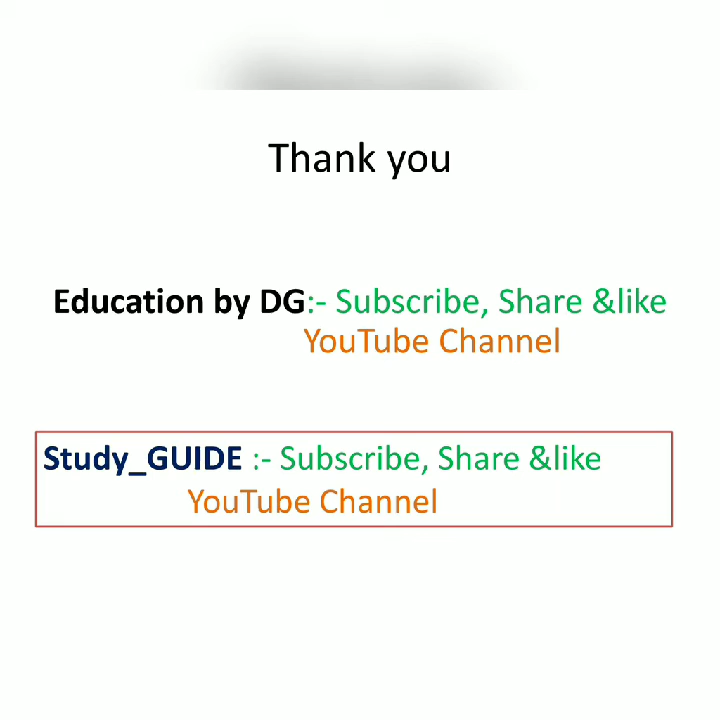 Thank you
Education by DG:- Subscribe, Share &like
YouTube Channel
Study_GUIDE :- Subscribe, Share &like
YouTube Channel